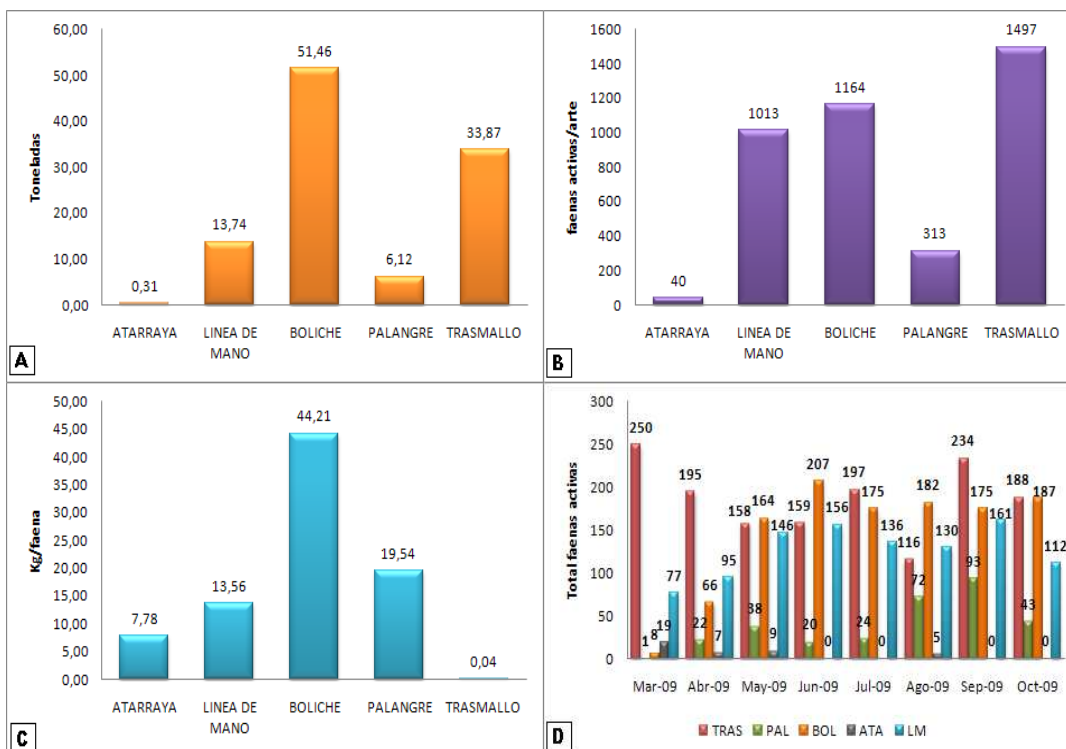 60,00
50,00
40,00
30,00
20,00
10,00
0,00
Toneladas
0,31
13,74
51,46
6,12
33,87
ATARRAYA
LINEA DE MANO
BOLICHE
PALANGRE
TRASMALLO
A
1600
1400
1200
1000
800
600
400
200
0
faenas activas/arte
40
1013
1164
313
1497
ATARRAYA
LINEA DE MANO
BOLICHE
PALANGRE
TRASMALLO
B
50,00
45,00
40,00
35,00
30,00
25,00
20,00
15,00
10,00
5,00
0,00
Kg/faena
7,78
13,56
44,21
19,54
0,04
ATARRAYA
LINEA DE MANO
BOLICHE
PALANGRE
TRASMALLO
C
300
250
200
150
100
50
0
Total faenas activas
250 1 8 19 77
195 22 66 7 95
158 38 164 9 146
159 20 207 0 156
197 24 175 0 136
116 72 182 5 130
234 93 175 0 161
188 43 187 0 112
Mar-09 Abr-09 May-09 Jun-09 Jul-09 Ago-09 Sep-09 Oct-09
TRAS PAL BOL ATA LM
D